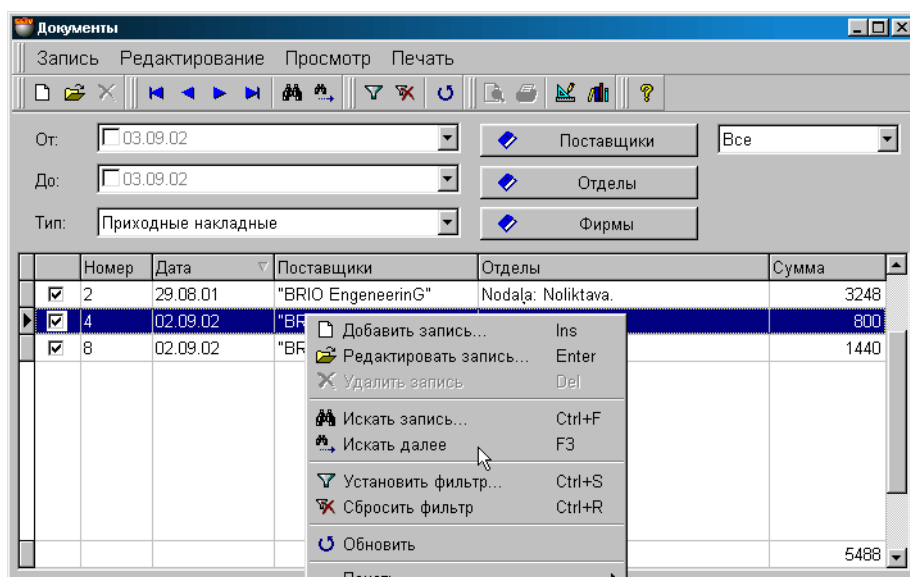 Документы
Запись Редактирование Просмотр Печать
От: 03.09.02 Поставщики Все
До: 03.09.02 Отделы
Тип: Приходные накладные Фирмы
Номер Дата Поставщики Отделы Сумма
2 29.08.01 "BRIO EngeneerinG" Nodaļa: Noliktava. 3248
4 02.09.02 "BR 800
8 02.09.02 "BR 1440
Добавить запись... Ins
Редактировать запись... Enter
Удалить запись Del
Искать запись... Ctrl+F
Искать далее F3
Установить фильтр... Ctrl+S
Сбросить фильтр Ctrl+R
Обновить
5488